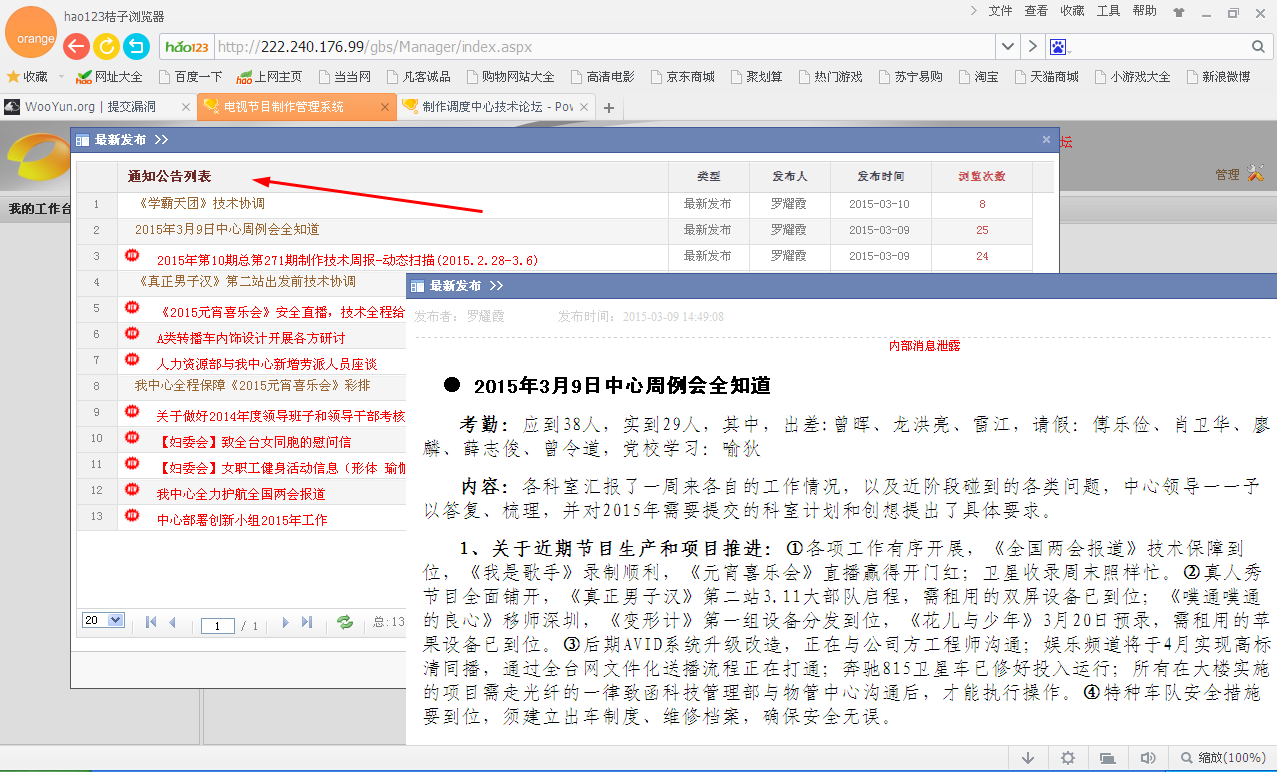 hao123桔子浏览器
文件 查看 收藏 工具 帮助
orange
hao123 http://222.240.176.99/gbs/Manager/index.aspx
收藏 网址大全 百度一下 上网主页 当当网 凡客诚品 购物网站大全 高清电影 京东商城 聚划算 热门游戏 苏宁易购 淘宝 天猫商城 小游戏大全 新浪微博
WooYun.org | 提交漏洞 电视节目制作管理系统 制作调度中心技术论坛 - Pow
坛
管理
我的工作台
最新发布 >>
通知公告列表 类型 发布人 发布时间 浏览次数
1 《学霸天团》技术协调 最新发布 罗耀霞 2015-03-10 8
2 2015年3月9日中心周例会全知道 最新发布 罗耀霞 2015-03-09 25
3 2015年第10期总第271期制作技术周报-动态扫描(2015.2.28-3.6) 最新发布 罗耀霞 2015-03-09 24
4 《真正男子汉》第二站出发前技术协调
5 《2015元宵喜乐会》安全直播，技术全程给
6 A类转播车内饰设计开展各方研讨
7 人力资源部与我中心新增劳派人员座谈
8 我中心全程保障《2015元宵喜乐会》彩排
9 关于做好2014年度领导班子和领导干部考核
10 【妇委会】致全台女同胞的慰问信
11 【妇委会】女职工健身活动信息（形体 瑜伽
12 我中心全力护航全国两会报道
13 中心部署创新小组2015年工作
20 1 / 1 总:13
最新发布 >>
发布者：罗耀霞 发布时间：2015-03-09 14:49:08
内部消息泄露
● 2015年3月9日中心周例会全知道
考勤：应到38人，实到29人，其中，出差:曾晖、龙洪亮、雷江，请假：傅乐俭、肖卫华、廖
麟、薛志俊、曾令道，党校学习：喻狄
内容：各科室汇报了一周来各自的工作情况，以及近阶段碰到的各类问题，中心领导一一予
以答复、梳理，并对2015年需要提交的科室计划和创想提出了具体要求。
1、关于近期节目生产和项目推进：①各项工作有序开展，《全国两会报道》技术保障到
位，《我是歌手》录制顺利，《元宵喜乐会》直播赢得开门红；卫星收录周末照样忙。②真人秀
节目全面铺开，《真正男子汉》第二站3.11大部队启程，需租用的双屏设备已到位；《噗通噗通
的良心》移师深圳，《变形计》第一组设备分发到位，《花儿与少年》3月20日预录，需租用的苹
果设备已到位。③后期AVID系统升级改造，正在与公司方工程师沟通；娱乐频道将于4月实现高标
清同播，通过全台网文件化送播流程正在打通；奔驰815卫星车已修好投入运行；所有在大楼实施
的项目需走光纤的一律致函科技管理部与物管中心沟通后，才能执行操作。④特种车队安全措施
要到位，须建立出车制度、维修档案，确保安全无误。
缩放(100%)